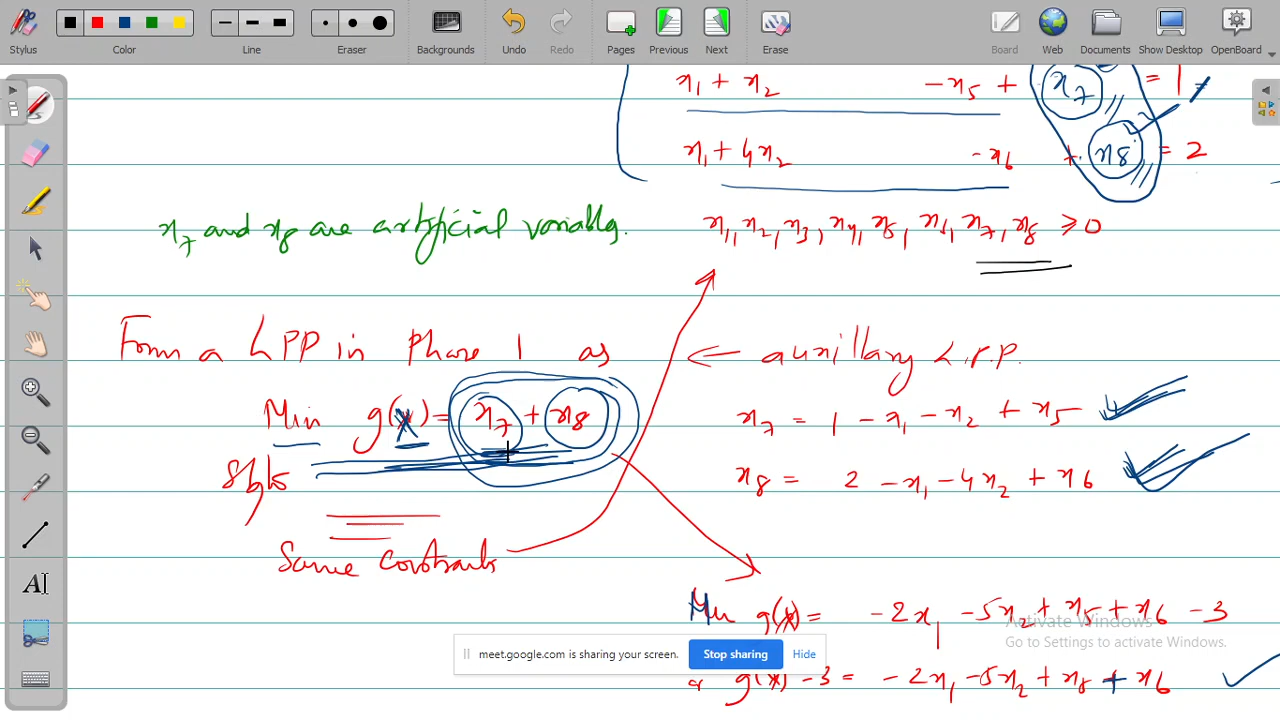 Stylus Color Line Eraser Backgrounds Undo Redo Pages Previous Next Erase Board Web Documents Show Desktop OpenBoard
x₁ + x₂ -x₅ + x₇ = 1
x₁ + 4x₂ -x₆ + x₈ = 2
x₇ and x₈ are artificial variables. x₁, x₂, x₃, x₄, x₈, x₅, x₇, x₈ ≥ 0
Form a LPP in Phase 1 as ← auxillary L.P.P.
Min g(x) = x₇ + x₈
x₇ = 1 - x₁ - x₂ + x₅
x₈ = 2 - x₁ - 4x₂ + x₆
Same constraints
Min g(x) = -2x₁ - 5x₂ + x₅ + x₆ - 3
Activate Windows
Go to Settings to activate Windows.
meet.google.com is sharing your screen. Stop sharing Hide
or g(x) - 3 = -2x₁ - 5x₂ + x₅ + x₆